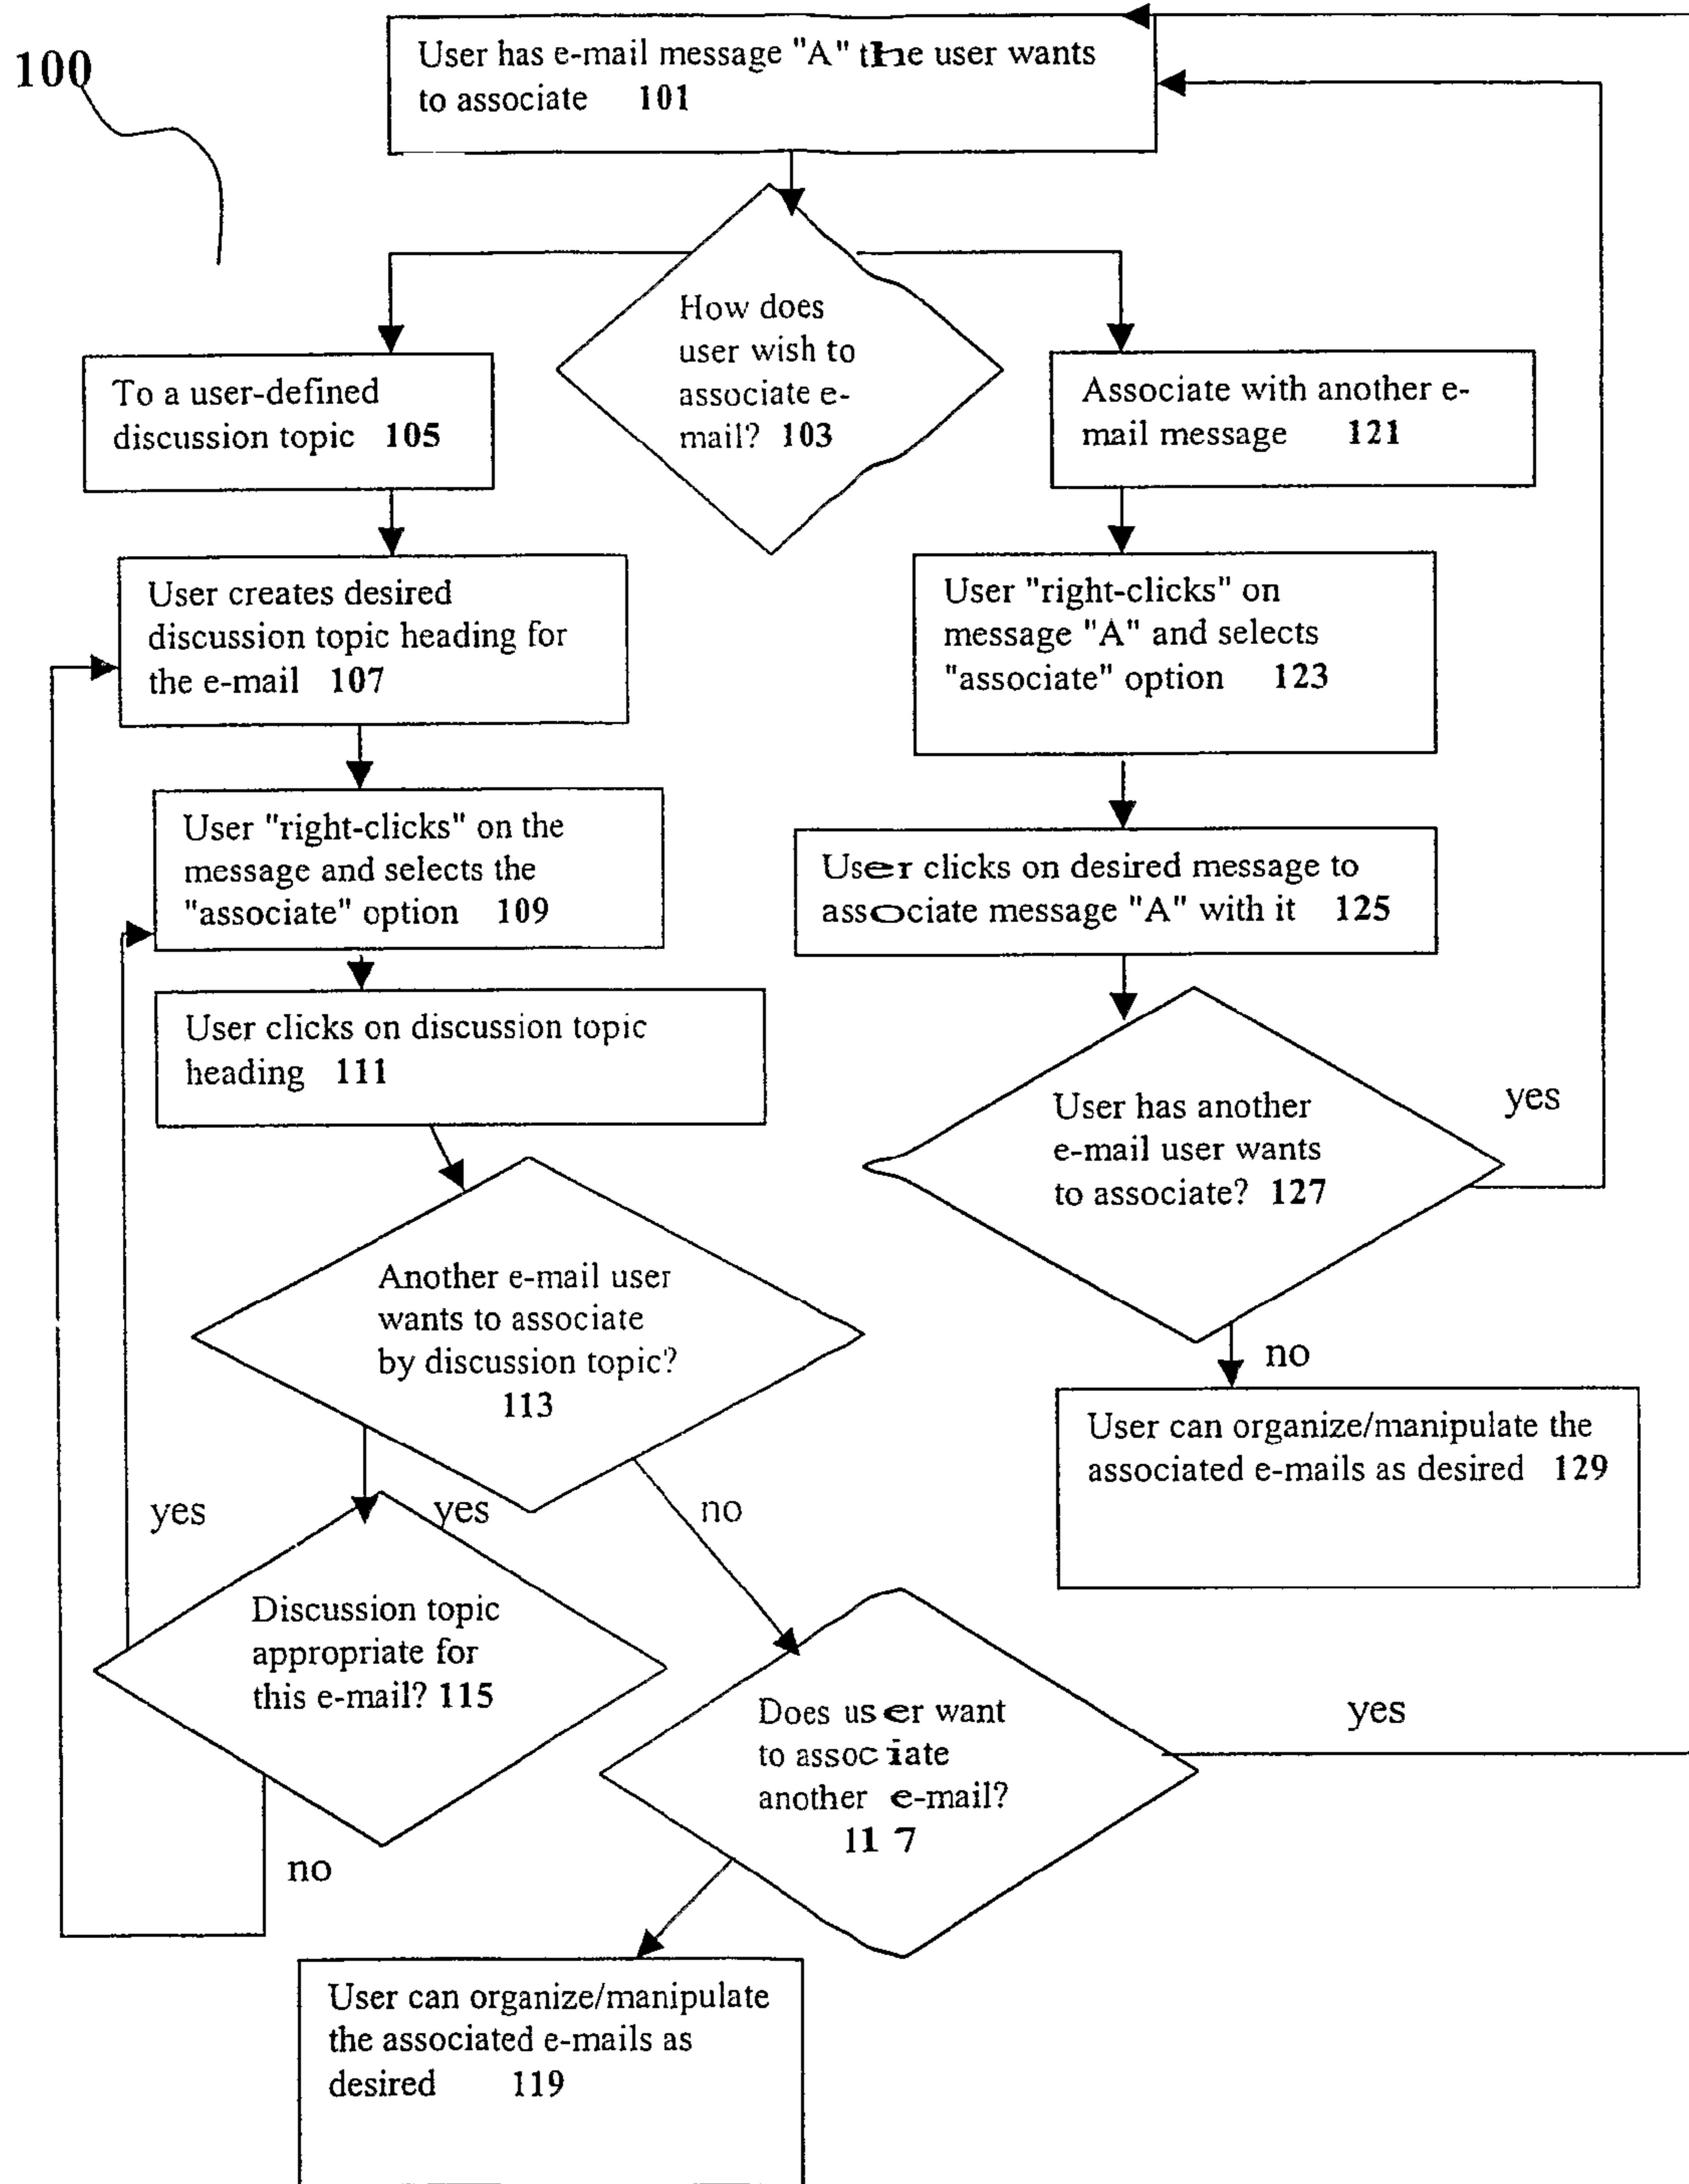 100
User has e-mail message "A" the user wants
to associate 101
How does
user wish to
associate e-
mail? 103
To a user-defined
discussion topic 105
Associate with another e-
mail message 121
User creates desired
discussion topic heading for
the e-mail 107
User "right-clicks" on
message "A" and selects
"associate" option 123
User "right-clicks" on the
message and selects the
"associate" option 109
User clicks on desired message to
associate message "A" with it 125
User clicks on discussion topic
heading 111
User has another
e-mail user wants
to associate? 127
yes
Another e-mail user
wants to associate
by discussion topic?
113
no
User can organize/manipulate the
associated e-mails as desired 129
yes
yes
no
Discussion topic
appropriate for
this e-mail? 115
Does user want
to associate
another e-mail?
117
yes
no
User can organize/manipulate
the associated e-mails as
desired 119